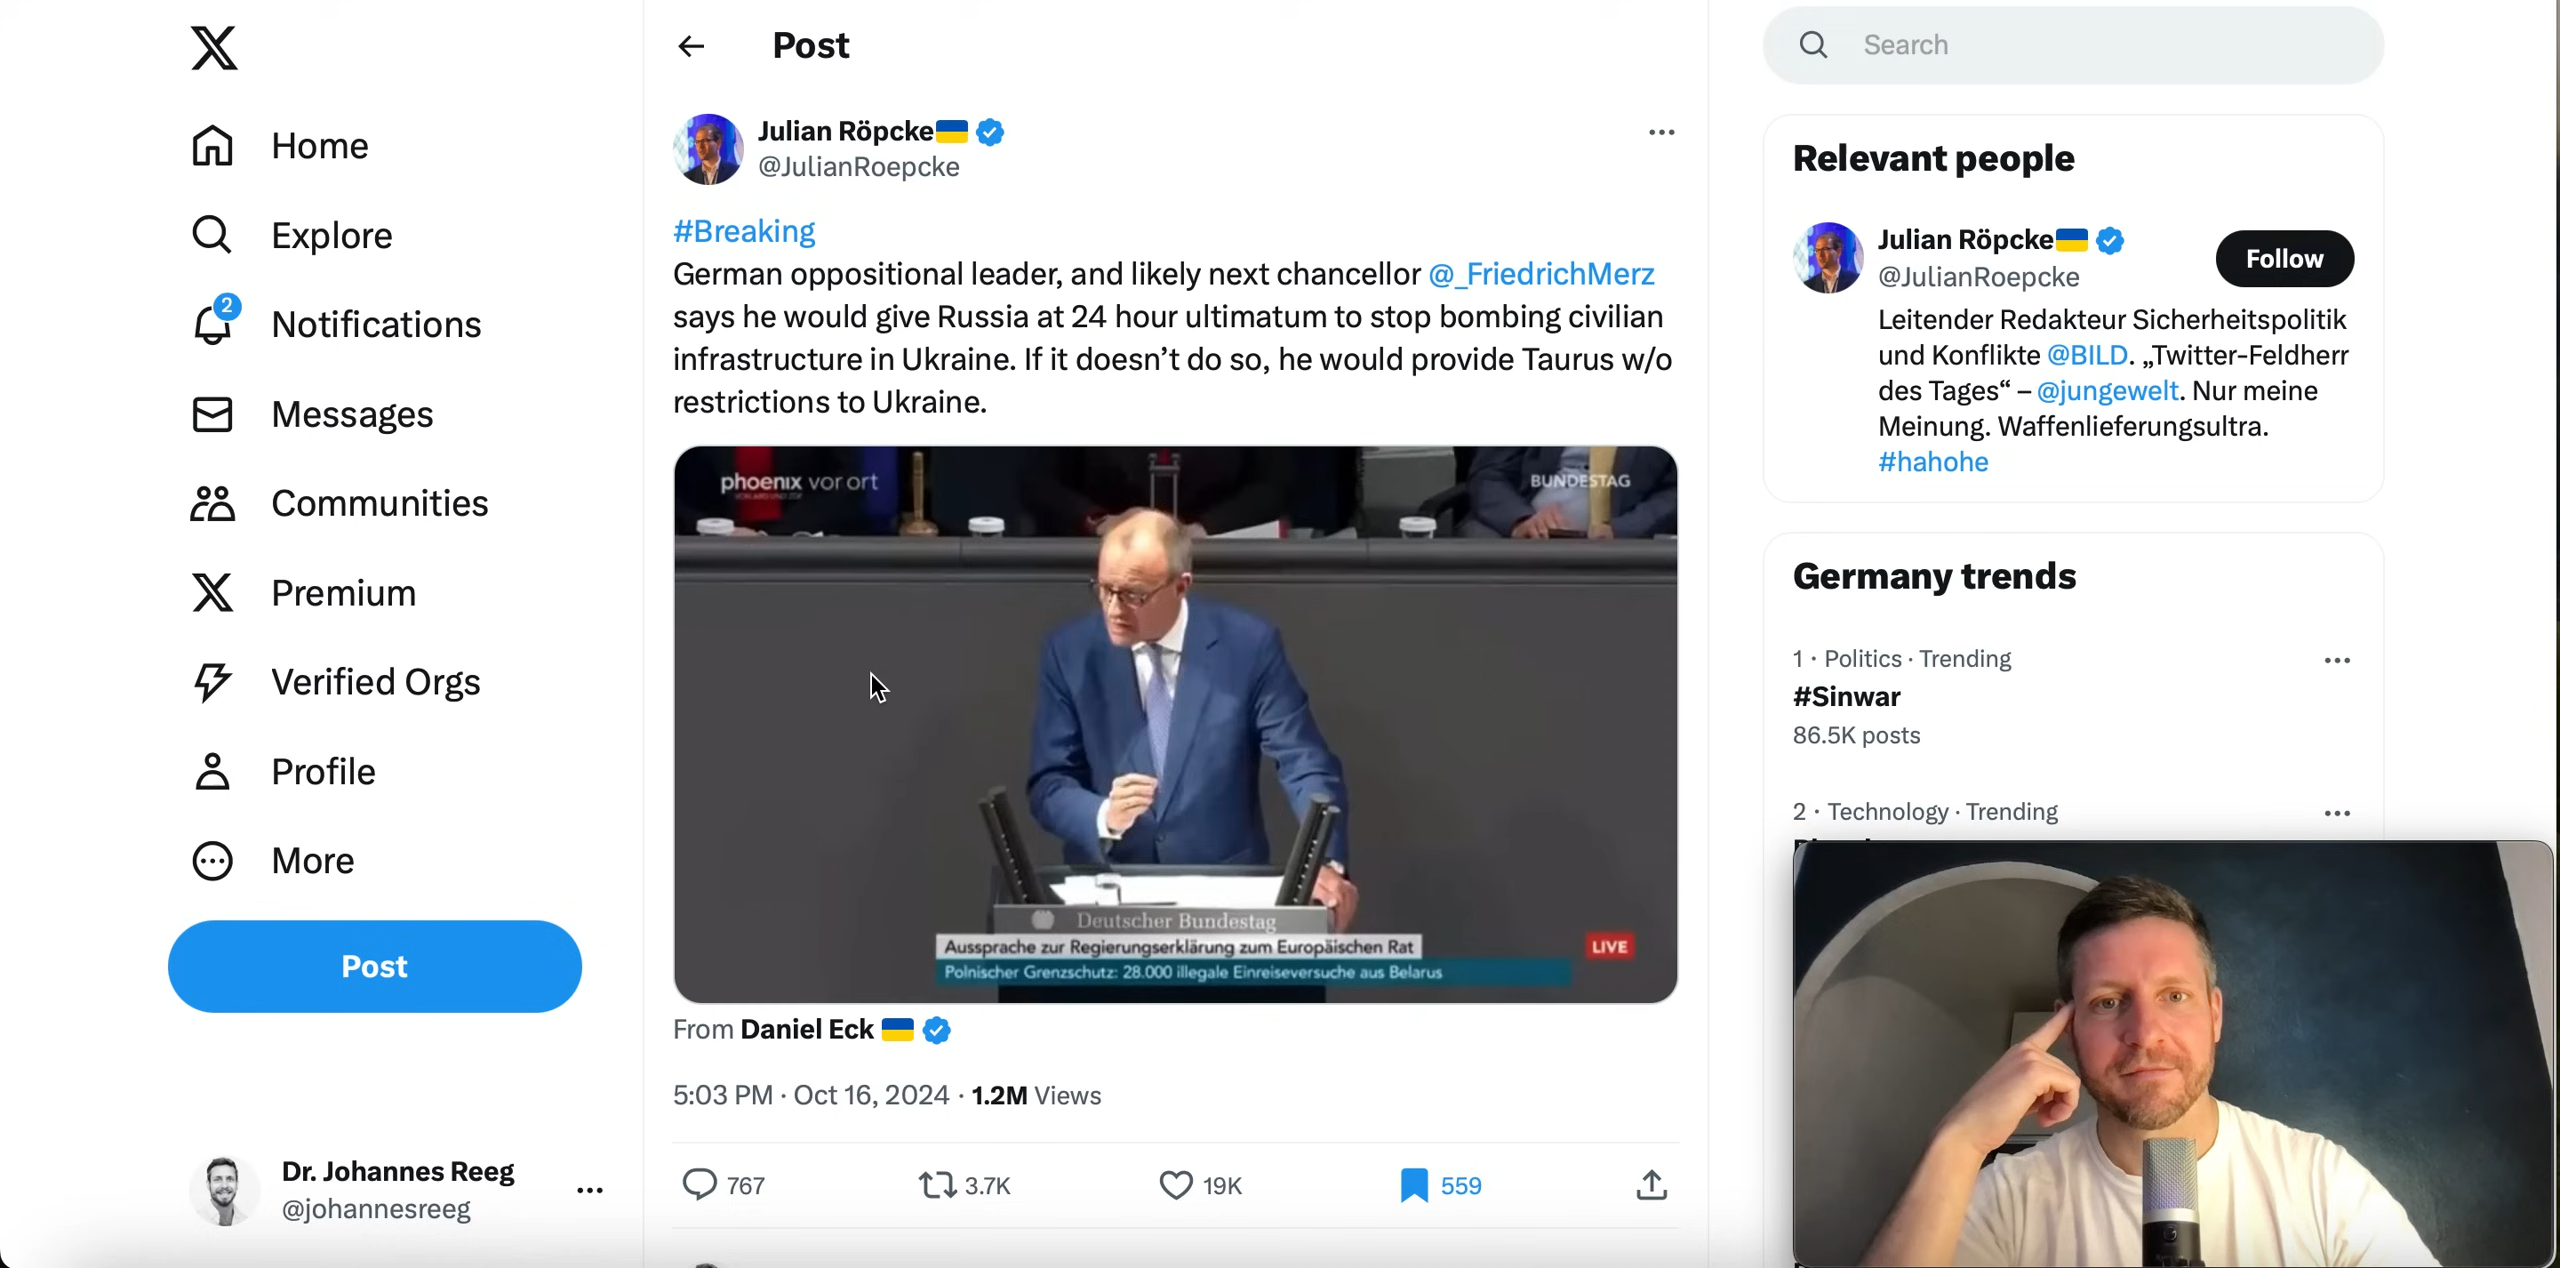 Home
Explore
2
Notifications
Messages
Communities
Premium
Verified Orgs
Profile
More
Post
Dr. Johannes Reeg
@johannesreeg
Post
Julian Röpcke
@JulianRoepcke
#Breaking
German oppositional leader, and likely next chancellor @_FriedrichMerz
says he would give Russia at 24 hour ultimatum to stop bombing civilian
infrastructure in Ukraine. If it doesn’t do so, he would provide Taurus w/o
restrictions to Ukraine.
phoenix vor ort
BUNDESTAG
Deutscher Bundestag
Aussprache zur Regierungserklärung zum Europäischen Rat
LIVE
Polnischer Grenzschutz: 28.000 illegale Einreiseversuche aus Belarus
From Daniel Eck
5:03 PM · Oct 16, 2024 · 1.2M Views
767
3.7K
19K
559
Search
Relevant people
Julian Röpcke
@JulianRoepcke
Follow
Leitender Redakteur Sicherheitspolitik
und Konflikte @BILD. „Twitter-Feldherr
des Tages“ – @jungewelt. Nur meine
Meinung. Waffenlieferungsultra.
#hahohe
Germany trends
1 · Politics · Trending
#Sinwar
86.5K posts
2 · Technology · Trending